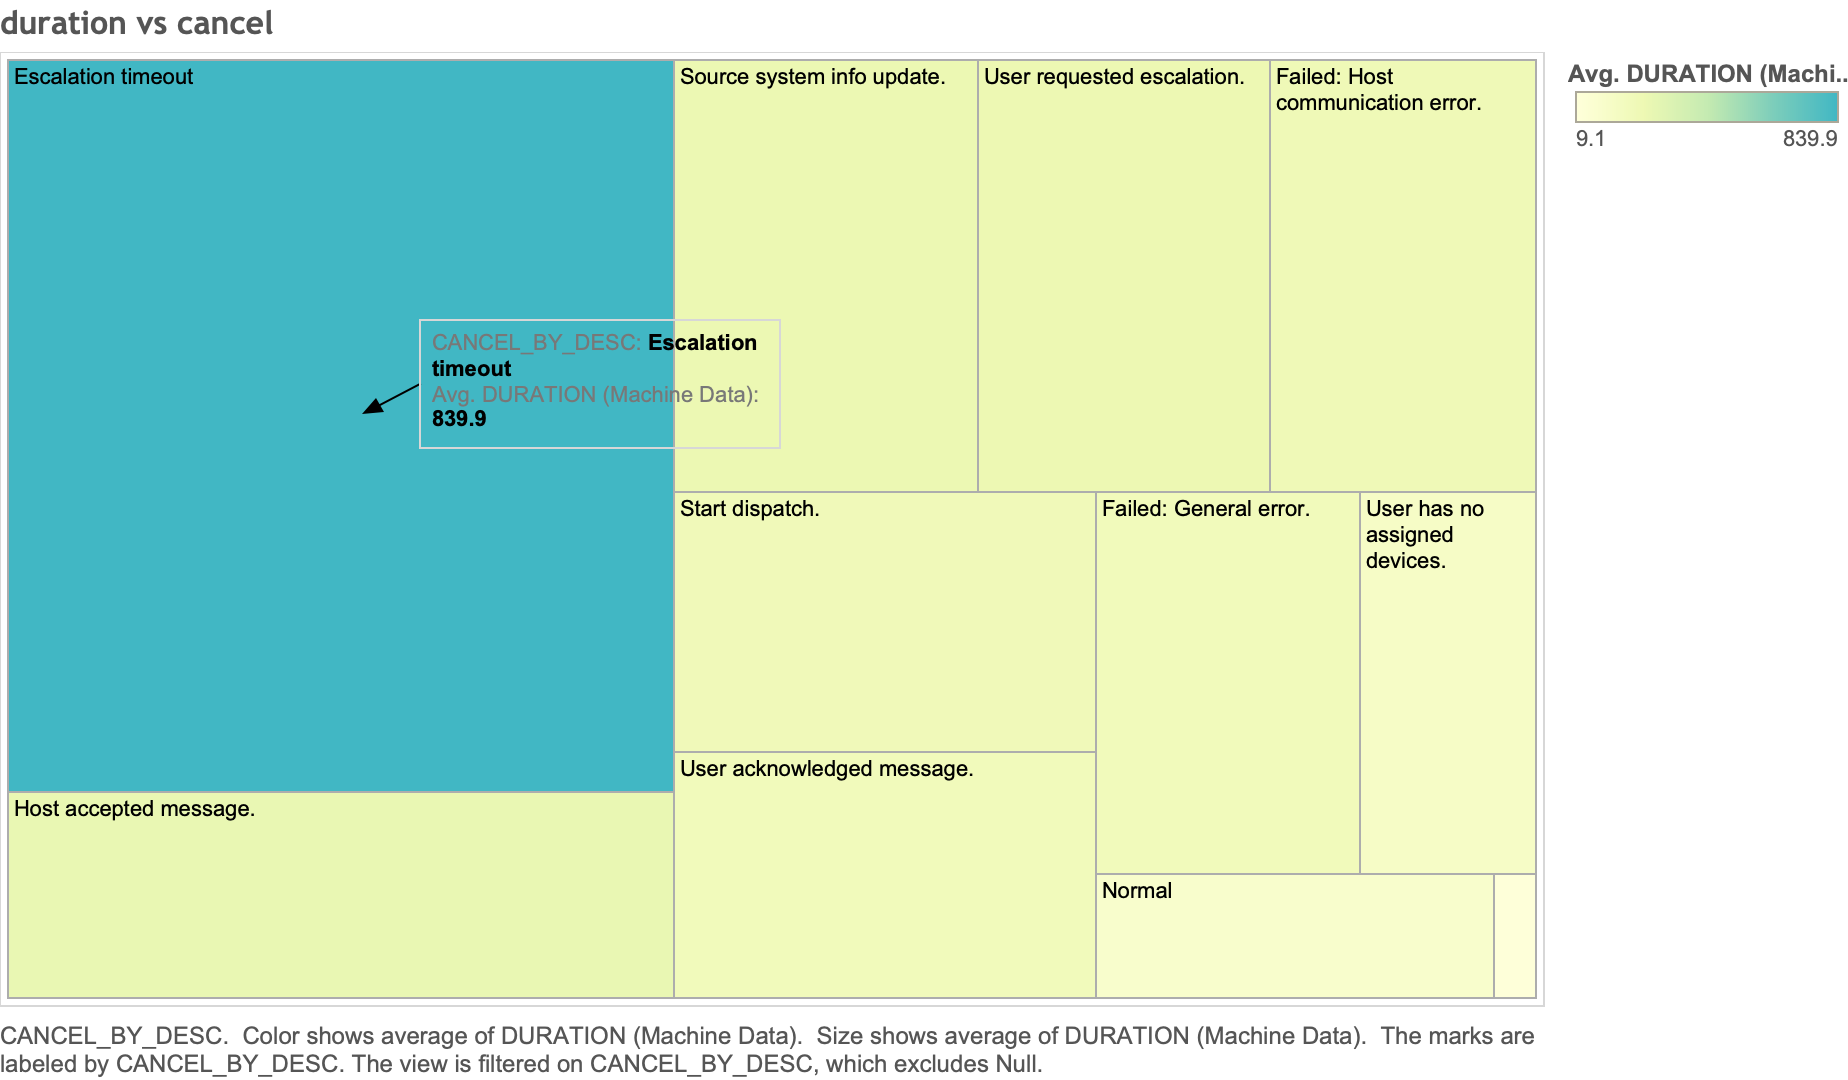 duration vs cancel
Escalation timeout
Source system info update.
User requested escalation.
Failed: Host
communication error.
Avg. DURATION (Machi..
9.1
839.9
CANCEL_BY_DESC: Escalation
timeout
Avg. DURATION (Machine Data):
839.9
Start dispatch.
Failed: General error.
User has no
assigned
devices.
User acknowledged message.
Host accepted message.
Normal
CANCEL_BY_DESC.  Color shows average of DURATION (Machine Data).  Size shows average of DURATION (Machine Data).  The marks are
labeled by CANCEL_BY_DESC. The view is filtered on CANCEL_BY_DESC, which excludes Null.